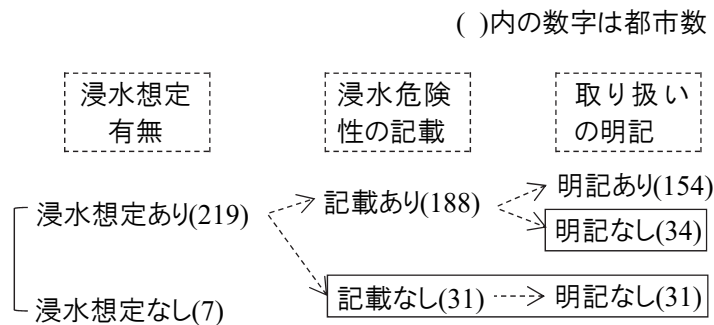 ( )内の数字は都市数
浸水想定
有無
浸水危険
性の記載
取り扱い
の明記
浸水想定あり(219)
記載あり(188)
明記あり(154)
明記なし(34)
記載なし(31)
明記なし(31)
浸水想定なし(7)